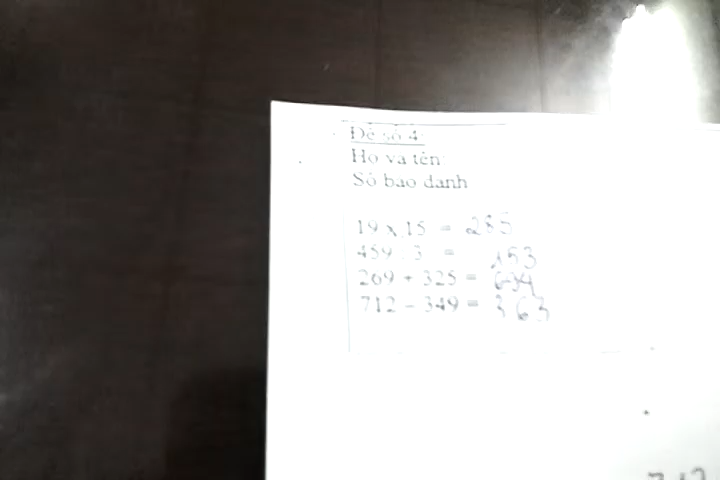 Đề số 4:
Họ và tên
Số báo danh
19 x 15 = 285
459 : 3 = 153
269 + 325 =
712 - 349 = 363